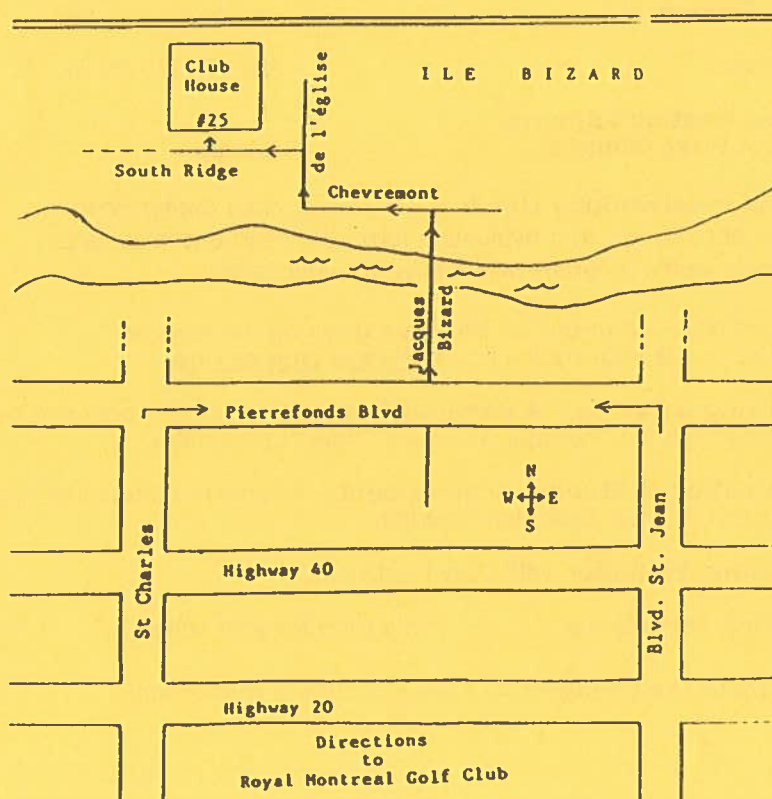 Club
House
#25
de l'église
ILE BIZARD
South Ridge
Chevremont
Jacques
Bizard
Pierrefonds Blvd
N
W E
S
St Charles
Highway 40
Blvd. St. Jean
Highway 20
Directions
to
Royal Montreal Golf Club